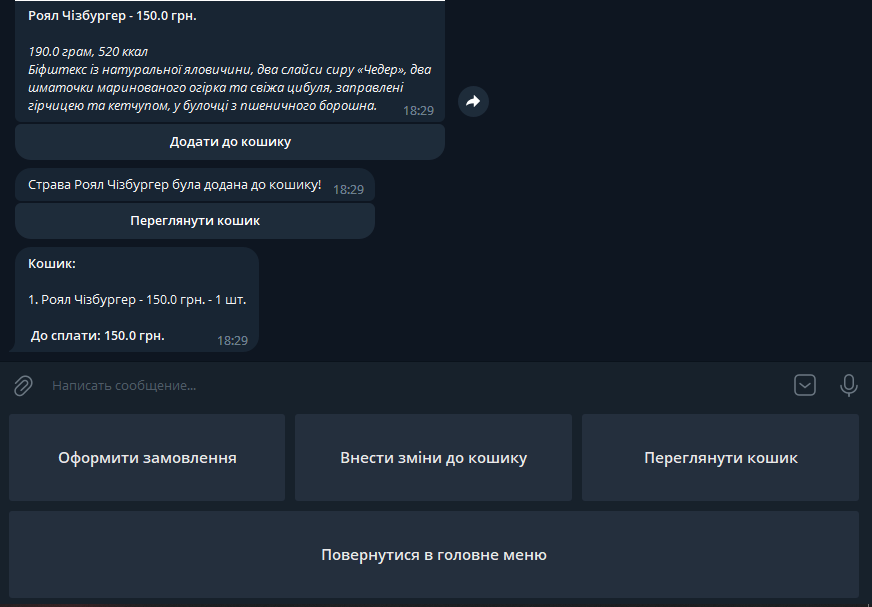 Роял Чізбургер - 150.0 грн.
190.0 грам, 520 ккал
Біфштекс із натуральної яловичини, два слайси сиру «Чедер», два
шматочки маринованого огірка та свіжа цибуля, заправлені
гірчицею та кетчупом, у булочці з пшеничного борошна.
18:29
Додати до кошику
Страва Роял Чізбургер була додана до кошику!
18:29
Переглянути кошик
Кошик:
1. Роял Чізбургер - 150.0 грн. - 1 шт.
До сплати: 150.0 грн.
18:29
Написать сообщение...
Оформити замовлення
Внести зміни до кошику
Переглянути кошик
Повернутися в головне меню